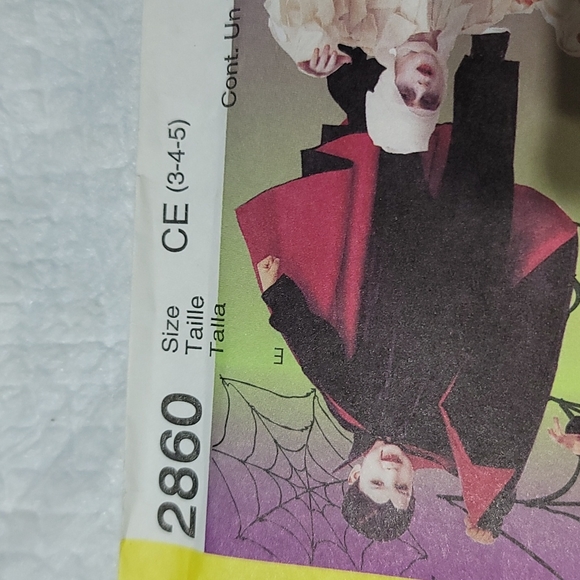 2860
Size
Taille
Talla
CE (3-4-5)
Cont. Un
E